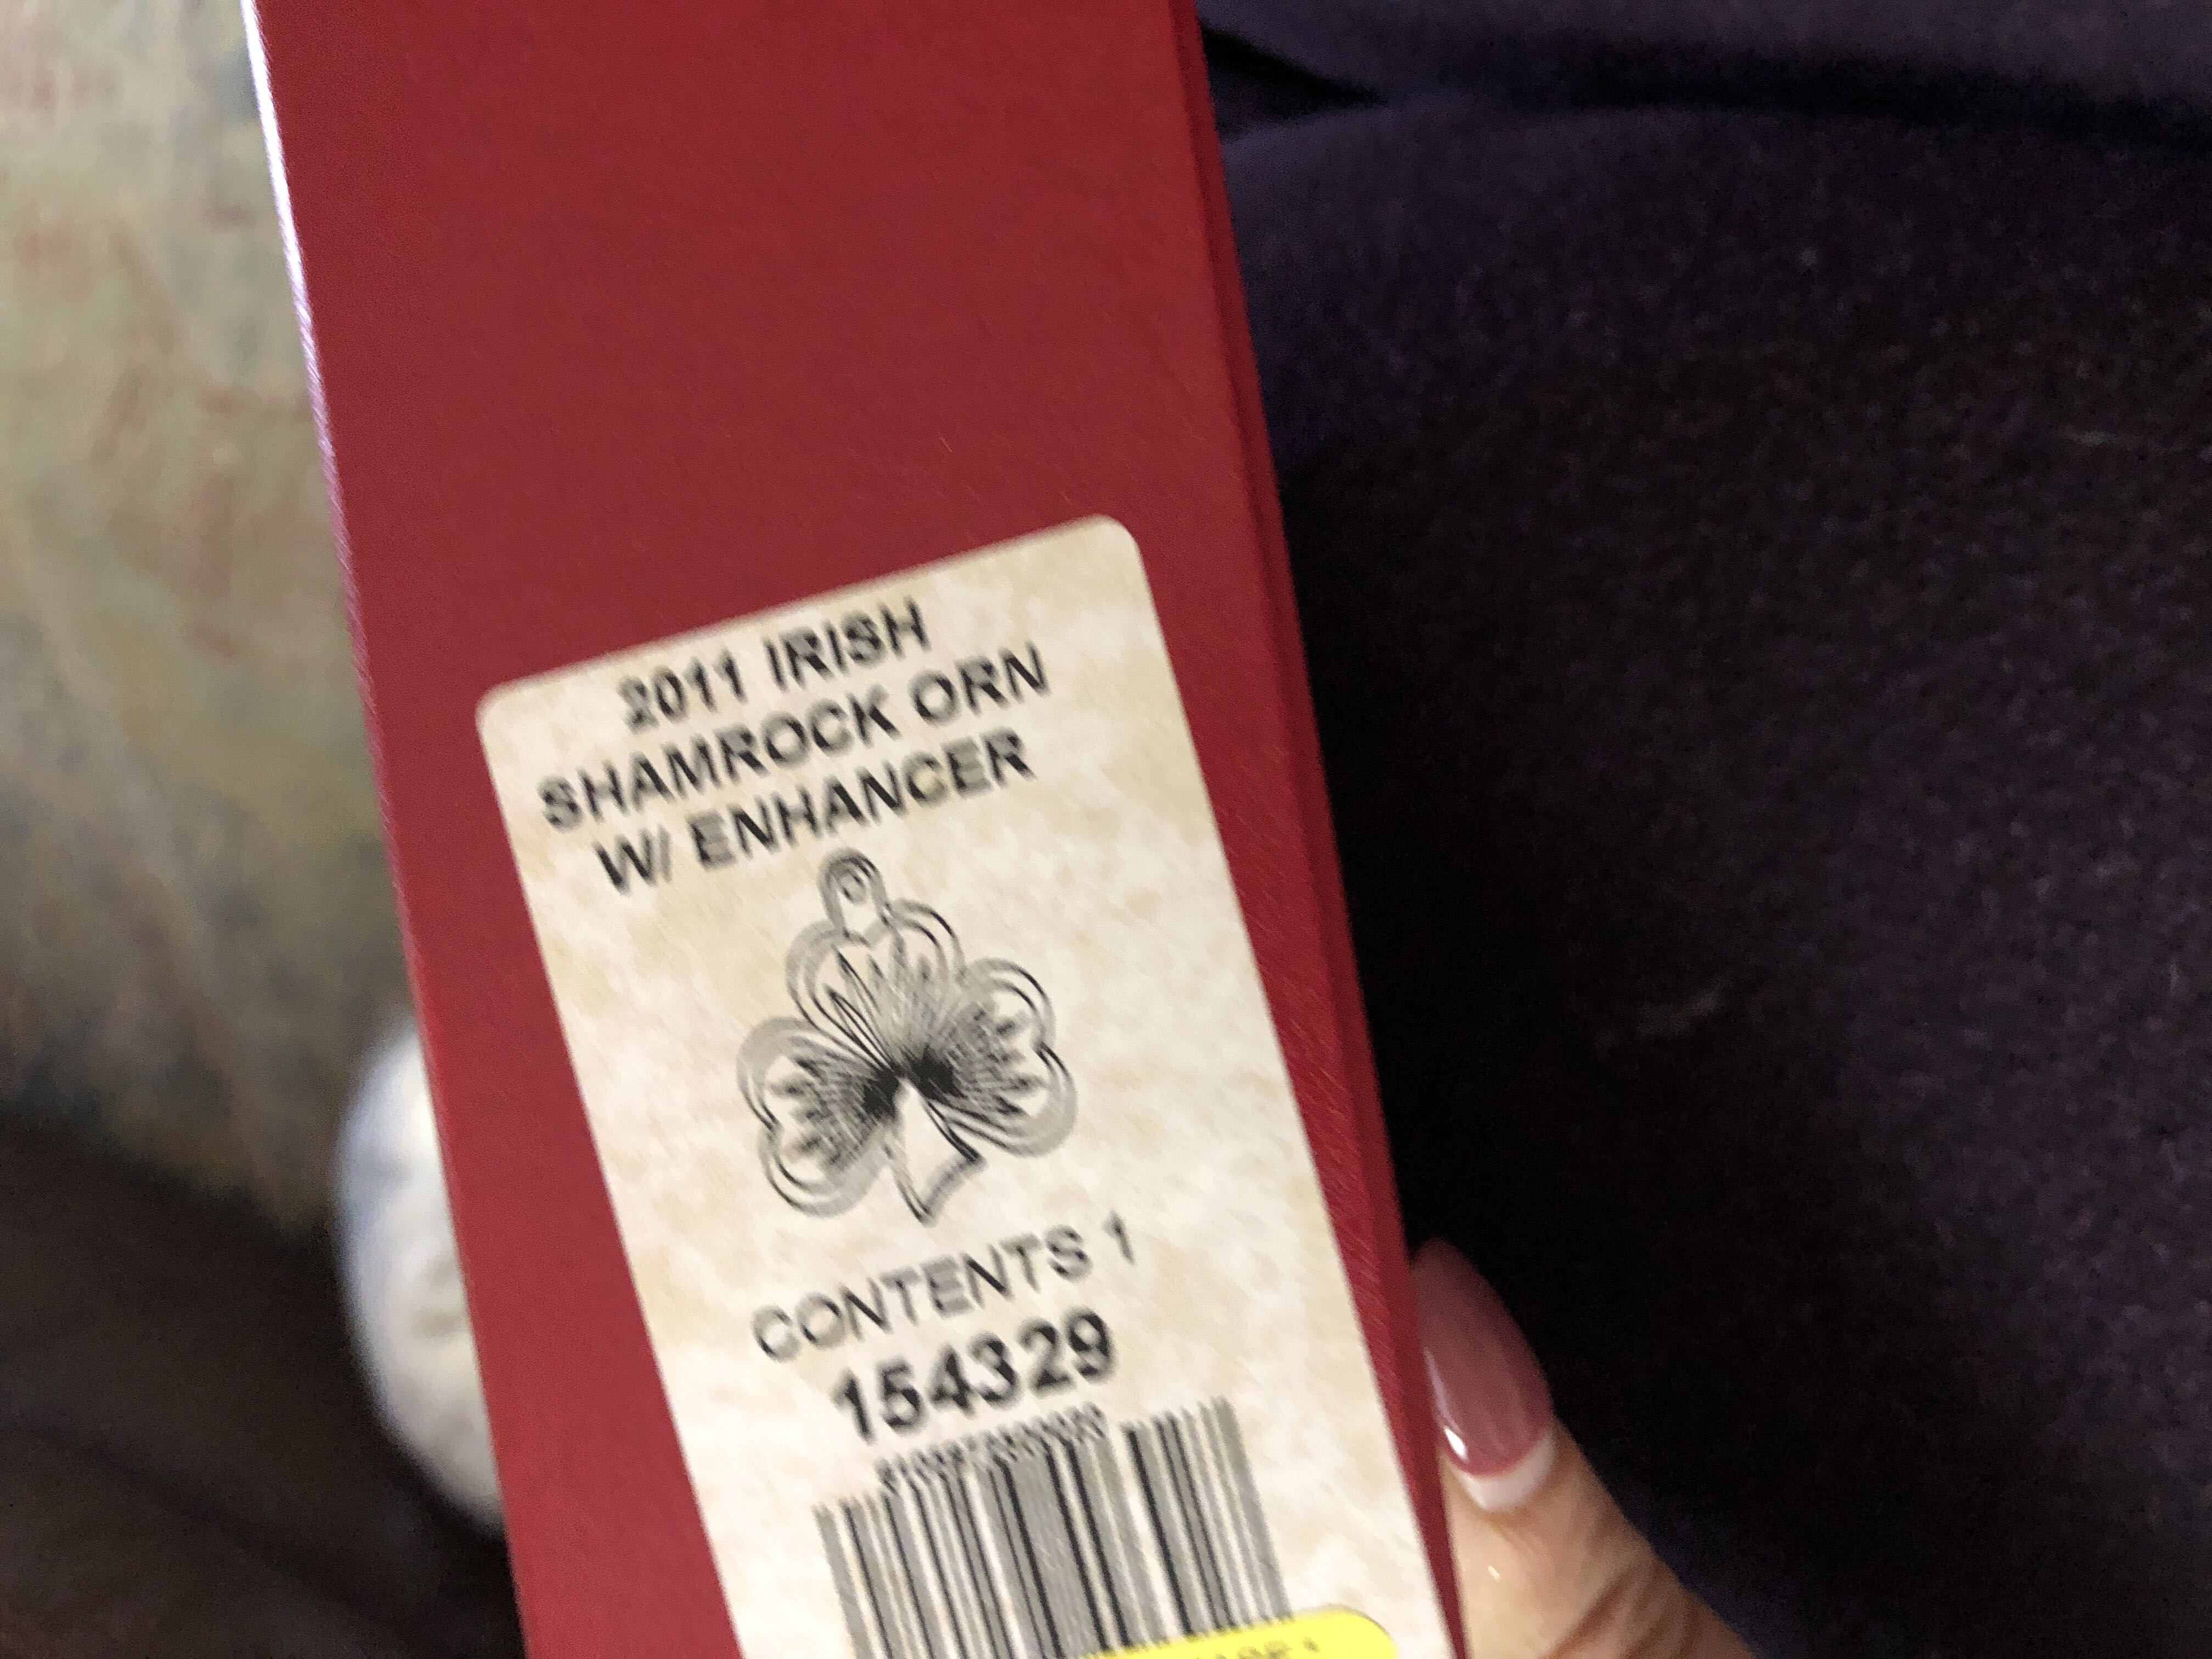 2011 IRISH
SHAMROCK ORN
W/ ENHANCER
CONTENTS 1
154329